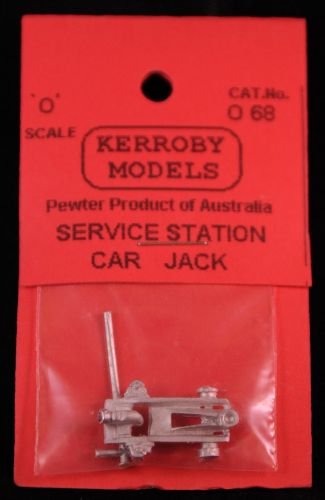 'O'
SCALE
CAT.No.
O 68
KERROBY
MODELS
Pewter Product of Australia
SERVICE STATION
CAR JACK